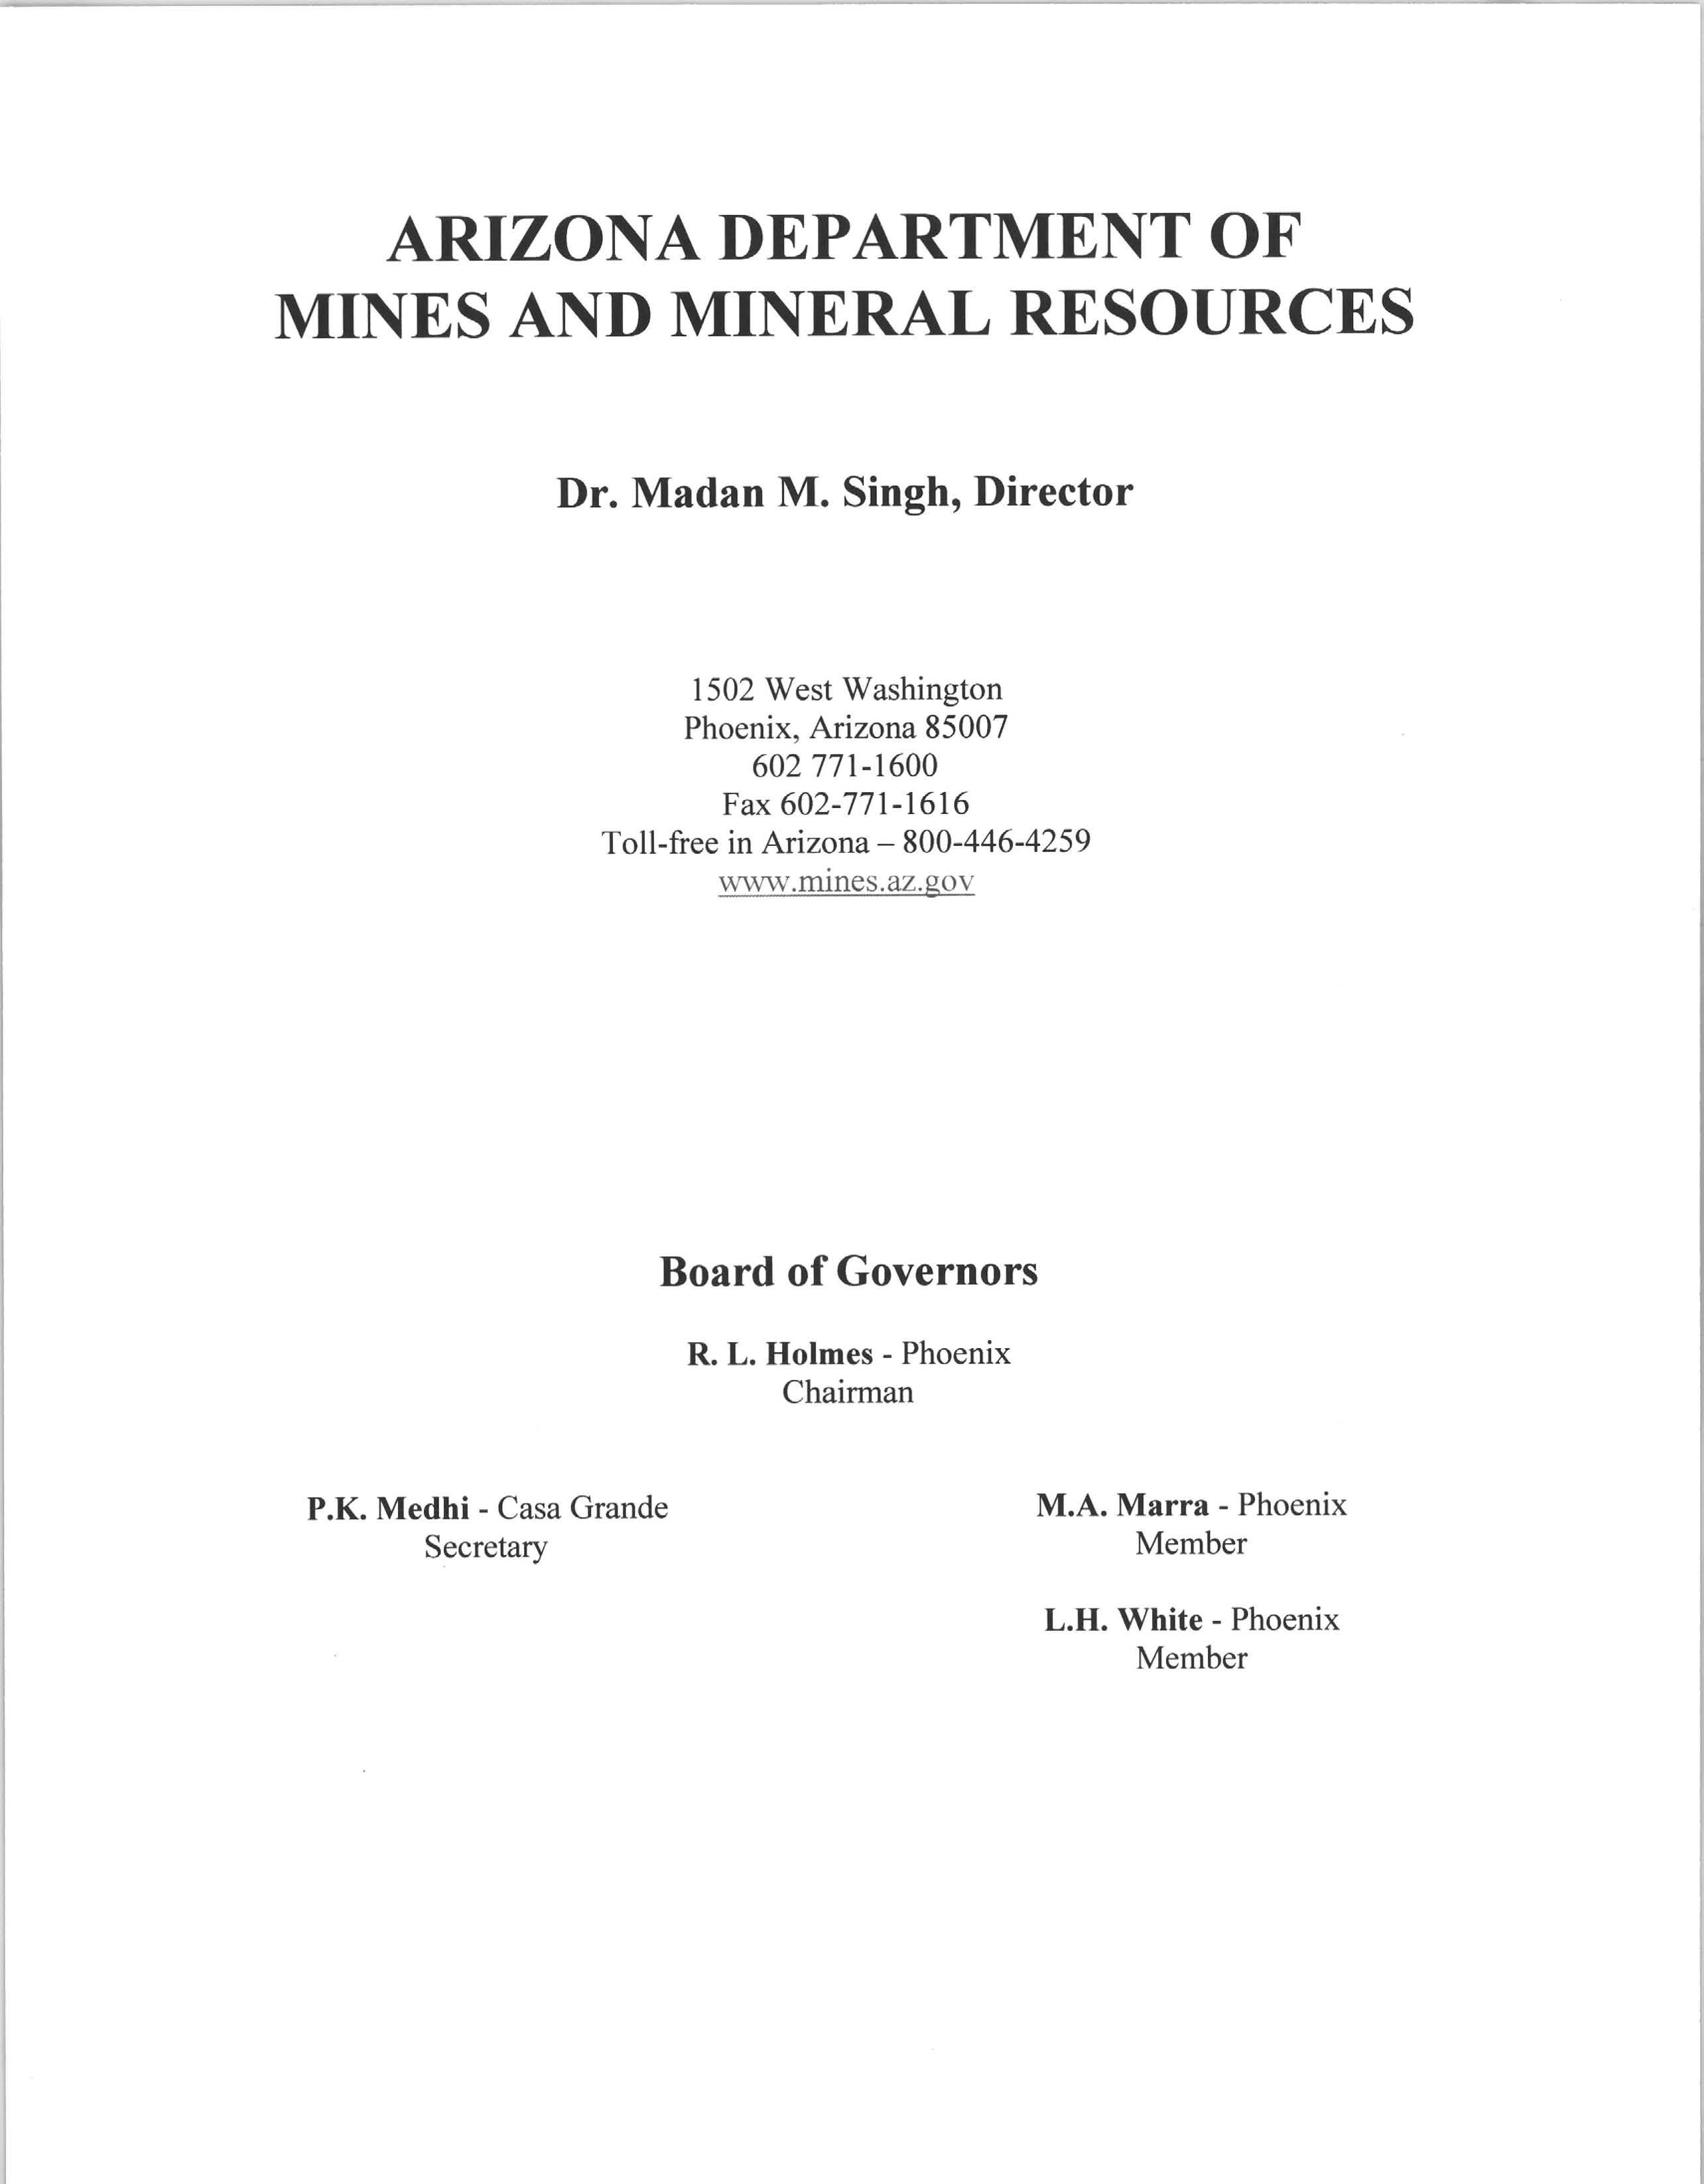 ARIZONA DEPARTMENT OF
MINES AND MINERAL RESOURCES
Dr. Madan M. Singh, Director
1502 West Washington
Phoenix, Arizona 85007
602 771-1600
Fax 602-771-1616
Toll-free in Arizona – 800-446-4259
www.mines.az.gov
Board of Governors
R. L. Holmes - Phoenix
Chairman
P.K. Medhi - Casa Grande
Secretary
M.A. Marra - Phoenix
Member
L.H. White - Phoenix
Member